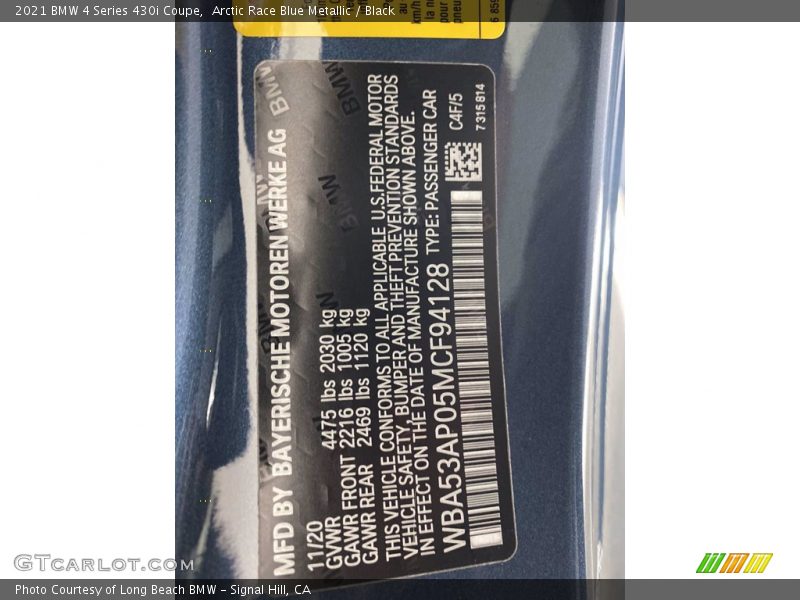 2021 BMW 4 Series 430i Coupe, Arctic Race Blue Metallic / Black
MFD BY BAYERISCHE MOTOREN WERKE AG
11/20
GVWR 4475 lbs 2030 kg
GAWR FRONT 2216 lbs 1005 kg
GAWR REAR 2469 lbs 1120 kg
THIS VEHICLE CONFORMS TO ALL APPLICABLE U.S.FEDERAL MOTOR
VEHICLE SAFETY, BUMPER AND THEFT PREVENTION STANDARDS
IN EFFECT ON THE DATE OF MANUFACTURE SHOWN ABOVE.
WBA53AP05MCF94128 TYPE: PASSENGER CAR
C4F/5
7315814
BMW
BMW
BMW
GTCarLot.com
Photo Courtesy of Long Beach BMW - Signal Hill, CA